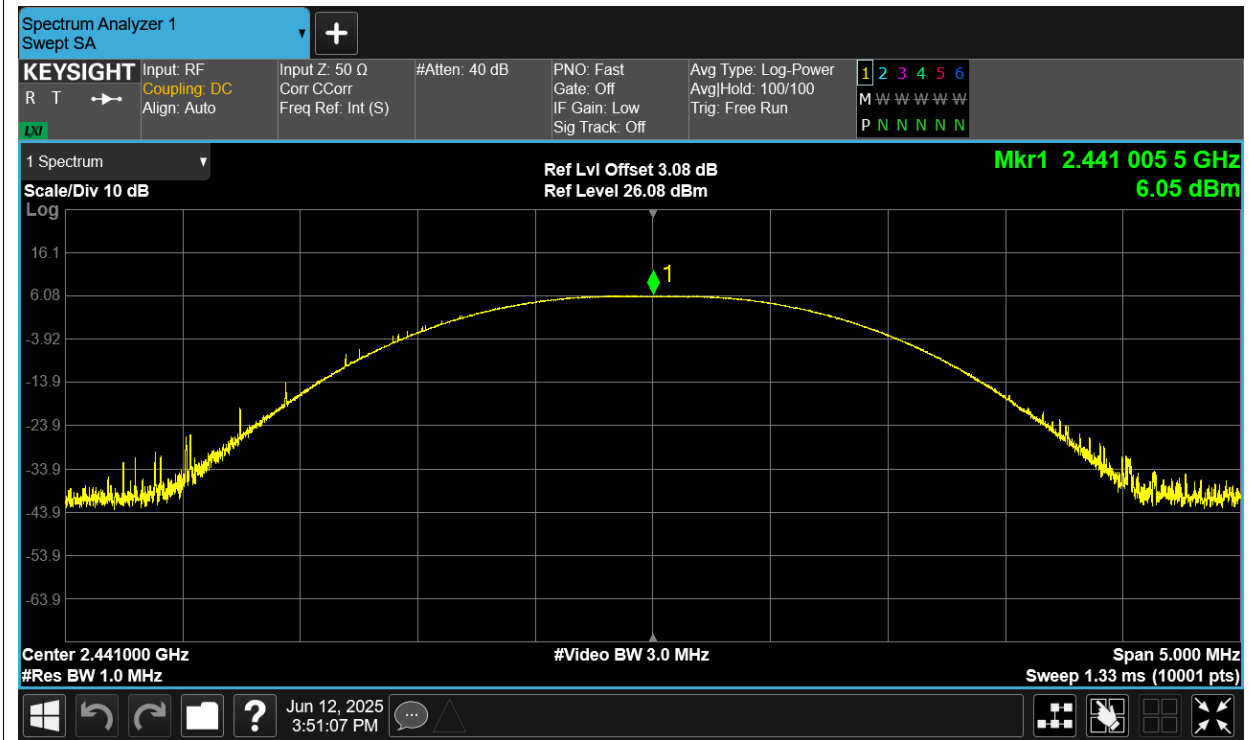 Spectrum Analyzer 1
Swept SA
KEYSIGHT
R T
LXI
Input: RF
Coupling: DC
Align: Auto
Input Z: 50 Ω
Corr CCorr
Freq Ref: Int (S)
#Atten: 40 dB
PNO: Fast
Gate: Off
IF Gain: Low
Sig Track: Off
Avg Type: Log-Power
Avg|Hold: 100/100
Trig: Free Run
1 2 3 4 5 6
M W W W W W
P N N N N N
1 Spectrum
Scale/Div 10 dB
Log
Ref Lvl Offset 3.08 dB
Ref Level 26.08 dBm
Mkr1 2.441 005 5 GHz
6.05 dBm
1
16.1
6.08
-3.92
-13.9
-23.9
-33.9
-43.9
-53.9
-63.9
Center 2.441000 GHz
#Res BW 1.0 MHz
#Video BW 3.0 MHz
Span 5.000 MHz
Sweep 1.33 ms (10001 pts)
?
Jun 12, 2025
3:51:07 PM